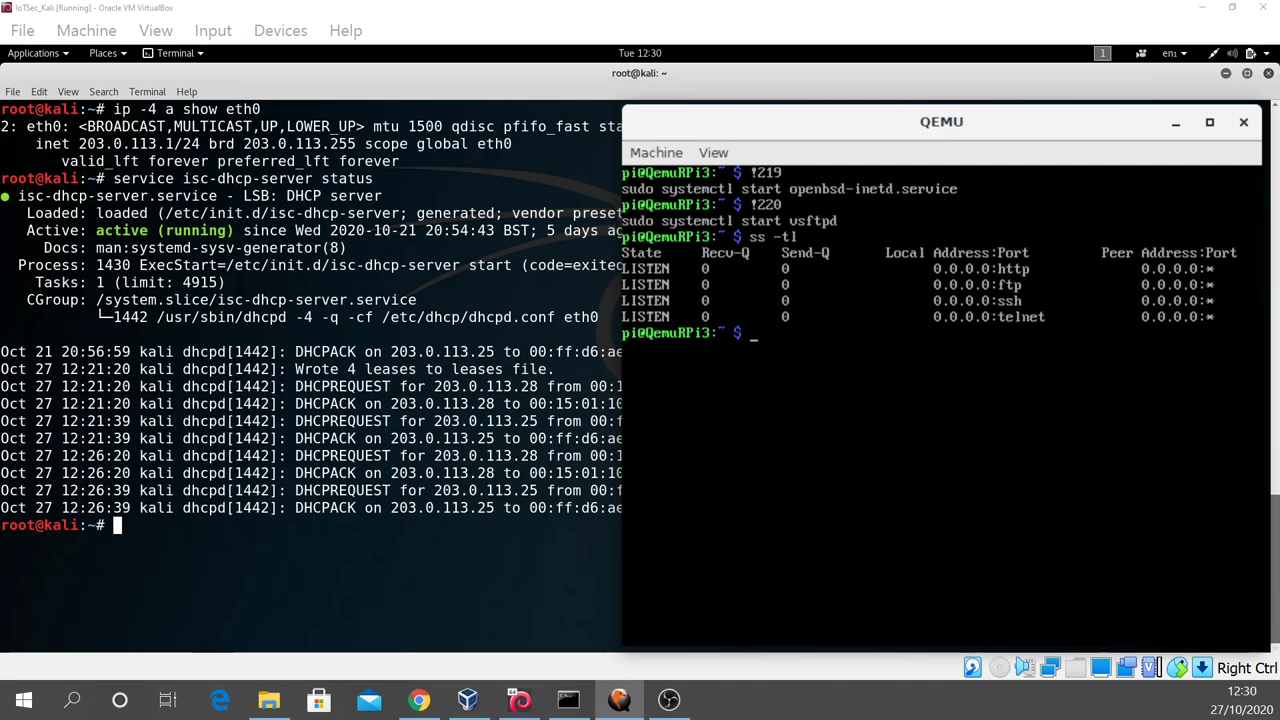 IoTSec_Kali [Running] - Oracle VM VirtualBox
File Machine View Input Devices Help
Applications Places Terminal Tue 12:30 1 en1
root@kali: ~
File Edit View Search Terminal Help
root@kali:~# ip -4 a show eth0
2: eth0: <BROADCAST,MULTICAST,UP,LOWER_UP> mtu 1500 qdisc pfifo_fast sta
inet 203.0.113.1/24 brd 203.0.113.255 scope global eth0
valid_lft forever preferred_lft forever
root@kali:~# service isc-dhcp-server status
● isc-dhcp-server.service - LSB: DHCP server
Loaded: loaded (/etc/init.d/isc-dhcp-server; generated; vendor preset
Active: active (running) since Wed 2020-10-21 20:54:43 BST; 5 days ag
Docs: man:systemd-sysv-generator(8)
Process: 1430 ExecStart=/etc/init.d/isc-dhcp-server start (code=exited
Tasks: 1 (limit: 4915)
CGroup: /system.slice/isc-dhcp-server.service
└─1442 /usr/sbin/dhcpd -4 -q -cf /etc/dhcp/dhcpd.conf eth0
Oct 21 20:56:59 kali dhcpd[1442]: DHCPACK on 203.0.113.25 to 00:ff:d6:ae
Oct 27 12:21:20 kali dhcpd[1442]: Wrote 4 leases to leases file.
Oct 27 12:21:20 kali dhcpd[1442]: DHCPREQUEST for 203.0.113.28 from 00:1
Oct 27 12:21:20 kali dhcpd[1442]: DHCPACK on 203.0.113.28 to 00:15:01:10
Oct 27 12:21:39 kali dhcpd[1442]: DHCPREQUEST for 203.0.113.25 from 00:f
Oct 27 12:21:39 kali dhcpd[1442]: DHCPACK on 203.0.113.25 to 00:ff:d6:ae
Oct 27 12:26:20 kali dhcpd[1442]: DHCPREQUEST for 203.0.113.28 from 00:1
Oct 27 12:26:20 kali dhcpd[1442]: DHCPACK on 203.0.113.28 to 00:15:01:10
Oct 27 12:26:39 kali dhcpd[1442]: DHCPREQUEST for 203.0.113.25 from 00:f
Oct 27 12:26:39 kali dhcpd[1442]: DHCPACK on 203.0.113.25 to 00:ff:d6:ae
root@kali:~#
QEMU
Machine View
pi@QemuRPi3:~ $ !219
sudo systemctl start openbsd-inetd.service
pi@QemuRPi3:~ $ !220
sudo systemctl start vsftpd
pi@QemuRPi3:~ $ ss -tl
State Recv-Q Send-Q Local Address:Port Peer Address:Port
LISTEN 0 0 0.0.0.0:http 0.0.0.0:*
LISTEN 0 0 0.0.0.0:ftp 0.0.0.0:*
LISTEN 0 0 0.0.0.0:ssh 0.0.0.0:*
LISTEN 0 0 0.0.0.0:telnet 0.0.0.0:*
pi@QemuRPi3:~ $ _
Right Ctrl
12:30
27/10/2020